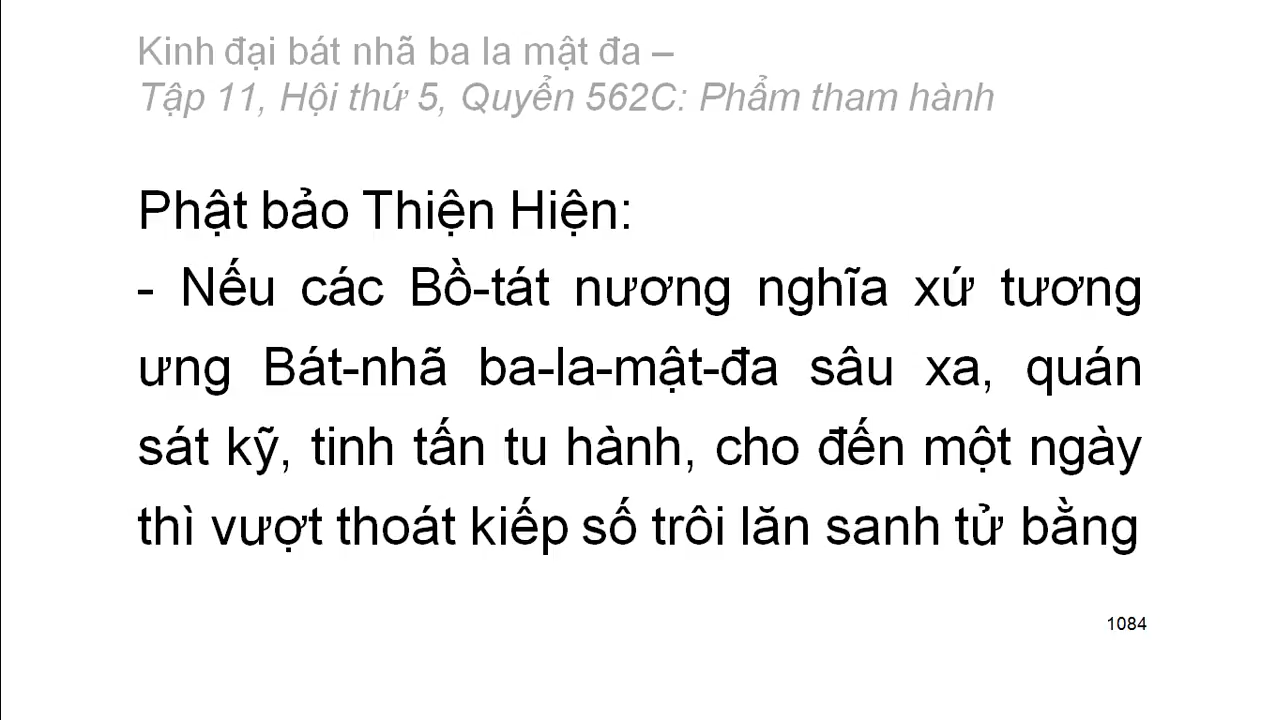 Kinh đại bát nhã ba la mật đa –
Tập 11, Hội thứ 5, Quyển 562C: Phẩm tham hành
Phật bảo Thiện Hiện:
- Nếu các Bồ-tát nương nghĩa xứ tương
ưng Bát-nhã ba-la-mật-đa sâu xa, quán
sát kỹ, tinh tấn tu hành, cho đến một ngày
thì vượt thoát kiếp số trôi lăn sanh tử bằng
1084